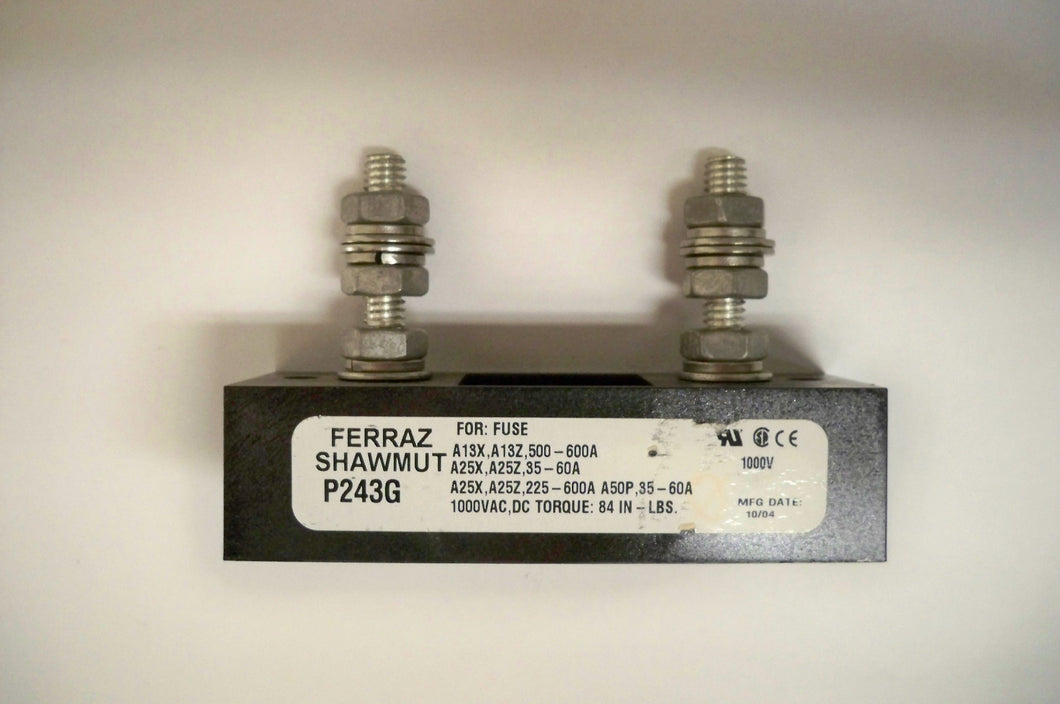 FERRAZ
SHAWMUT
P243G
FOR: FUSE
A13X,A13Z,500-600A
A25X,A25Z,35-60A
A25X,A25Z,225-600A A50P,35-60A
1000VAC,DC TORQUE: 84 IN-LBS.
CE
1000V
MFG DATE:
10/04